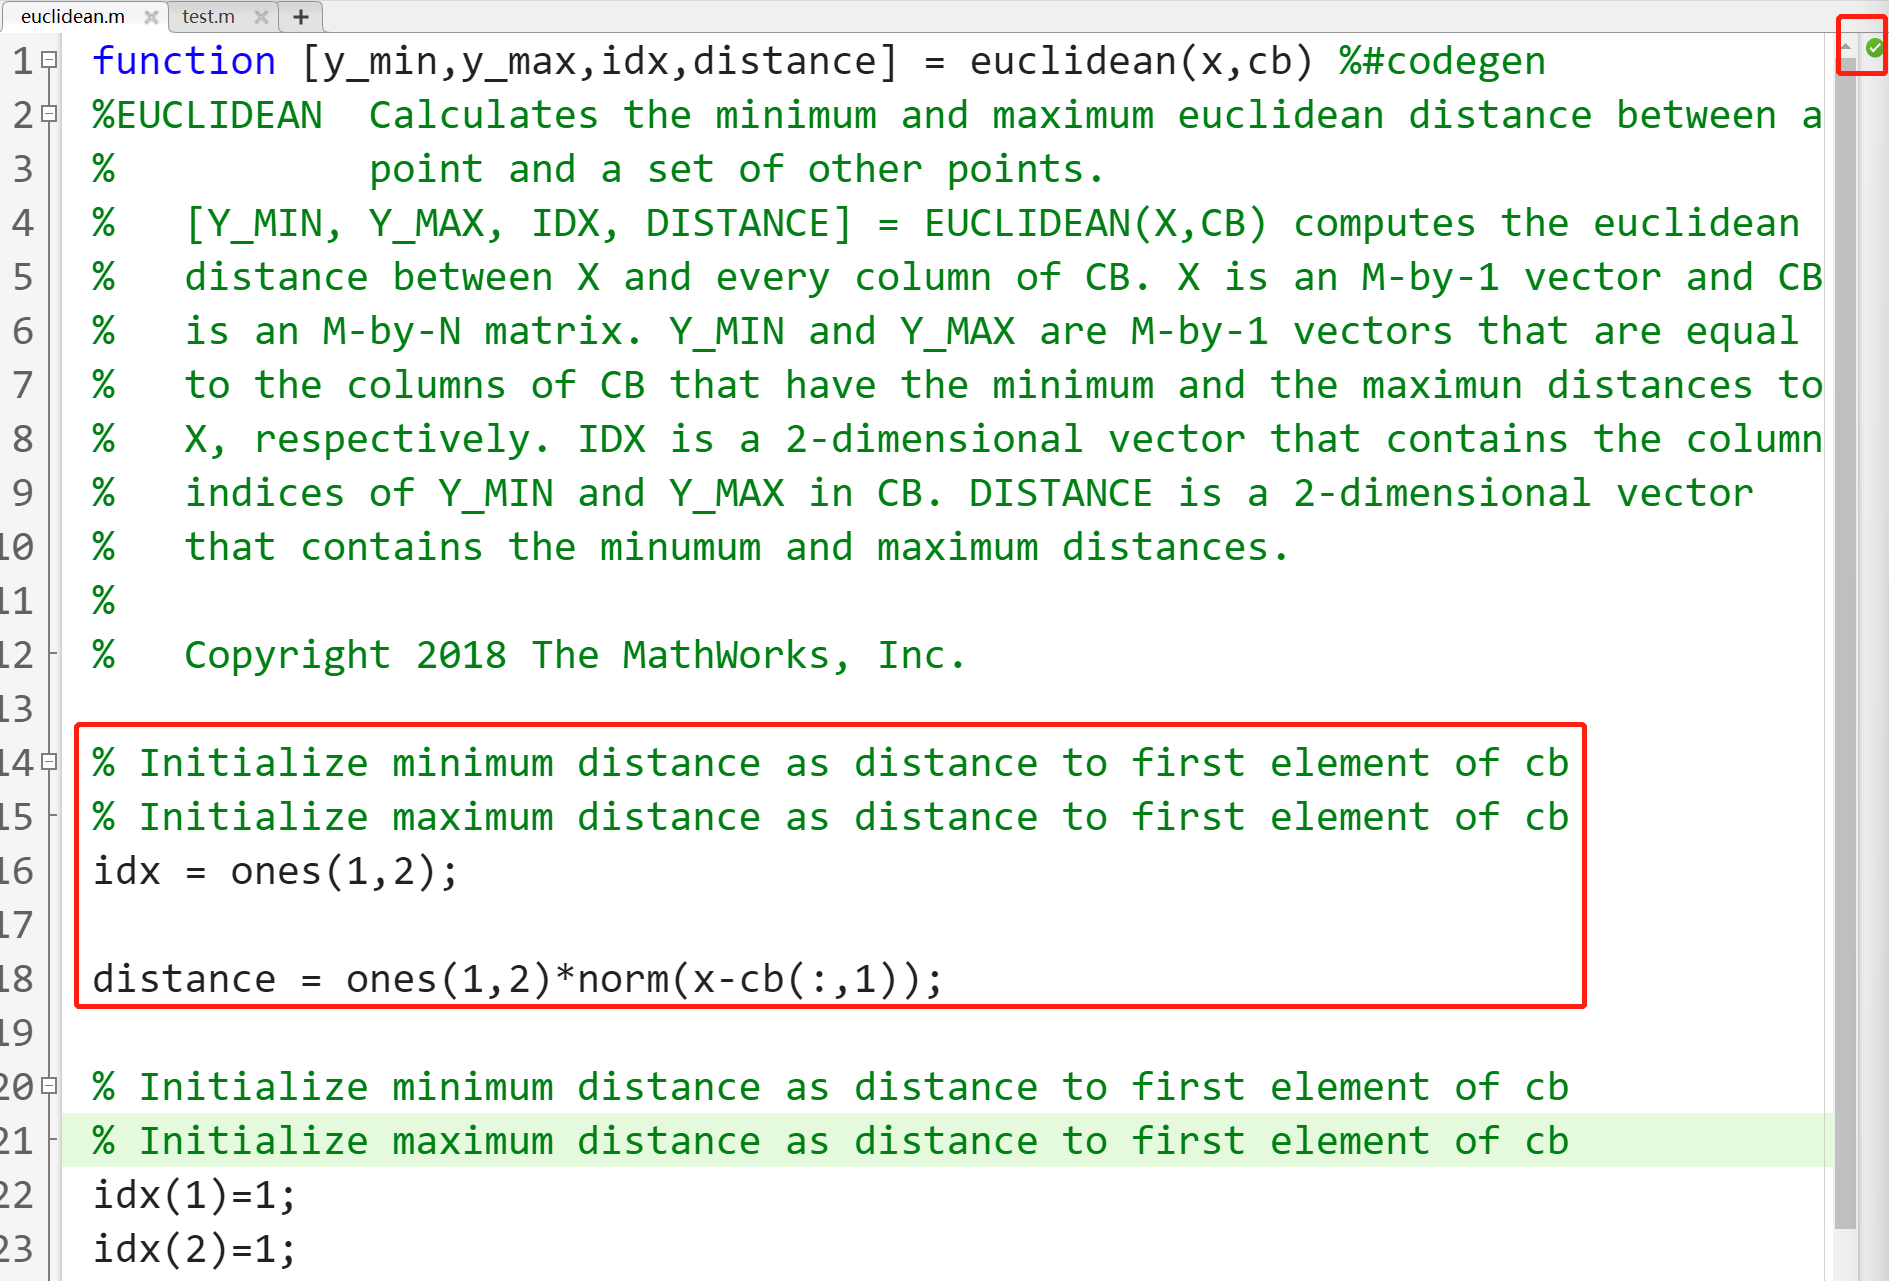 euclidean.m test.m
1 function [y_min,y_max,idx,distance] = euclidean(x,cb) %#codegen
2 %EUCLIDEAN  Calculates the minimum and maximum euclidean distance between a
3 %           point and a set of other points.
4 %   [Y_MIN, Y_MAX, IDX, DISTANCE] = EUCLIDEAN(X,CB) computes the euclidean
5 %   distance between X and every column of CB. X is an M-by-1 vector and CB
6 %   is an M-by-N matrix. Y_MIN and Y_MAX are M-by-1 vectors that are equal
7 %   to the columns of CB that have the minimum and the maximun distances to
8 %   X, respectively. IDX is a 2-dimensional vector that contains the column
9 %   indices of Y_MIN and Y_MAX in CB. DISTANCE is a 2-dimensional vector
10 %   that contains the minumum and maximum distances.
11 %
12 %   Copyright 2018 The MathWorks, Inc.
13
14 % Initialize minimum distance as distance to first element of cb
15 % Initialize maximum distance as distance to first element of cb
16 idx = ones(1,2);
17
18 distance = ones(1,2)*norm(x-cb(:,1));
19
20 % Initialize minimum distance as distance to first element of cb
21 % Initialize maximum distance as distance to first element of cb
22 idx(1)=1;
23 idx(2)=1;